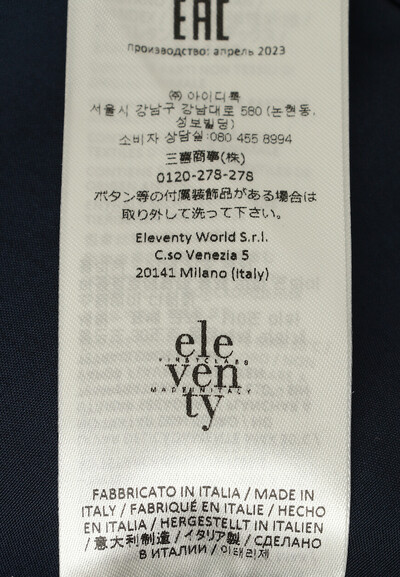 EAC
производство: апрель 2023
㈜ 아이디룩
서울시 강남구 강남대로 580 (논현동,
성보빌딩)
소비자 상담실:080 455 8994
三喜商事(株)
0120-278-278
ボタン等の付属装飾品がある場合は
取り外して洗って下さい。
Eleventy World S.r.l.
C.so Venezia 5
20141 Milano (Italy)
ele
ven
MADE IN ITALY
ty
FABBRICATO IN ITALIA / MADE IN
ITALY / FABRIQUÉ EN ITALIE / HECHO
EN ITALIA / HERGESTELLT IN ITALIEN
/ 意大利制造 / イタリア製 / СДЕЛАНО
В ИТАЛИИ / 이태리제